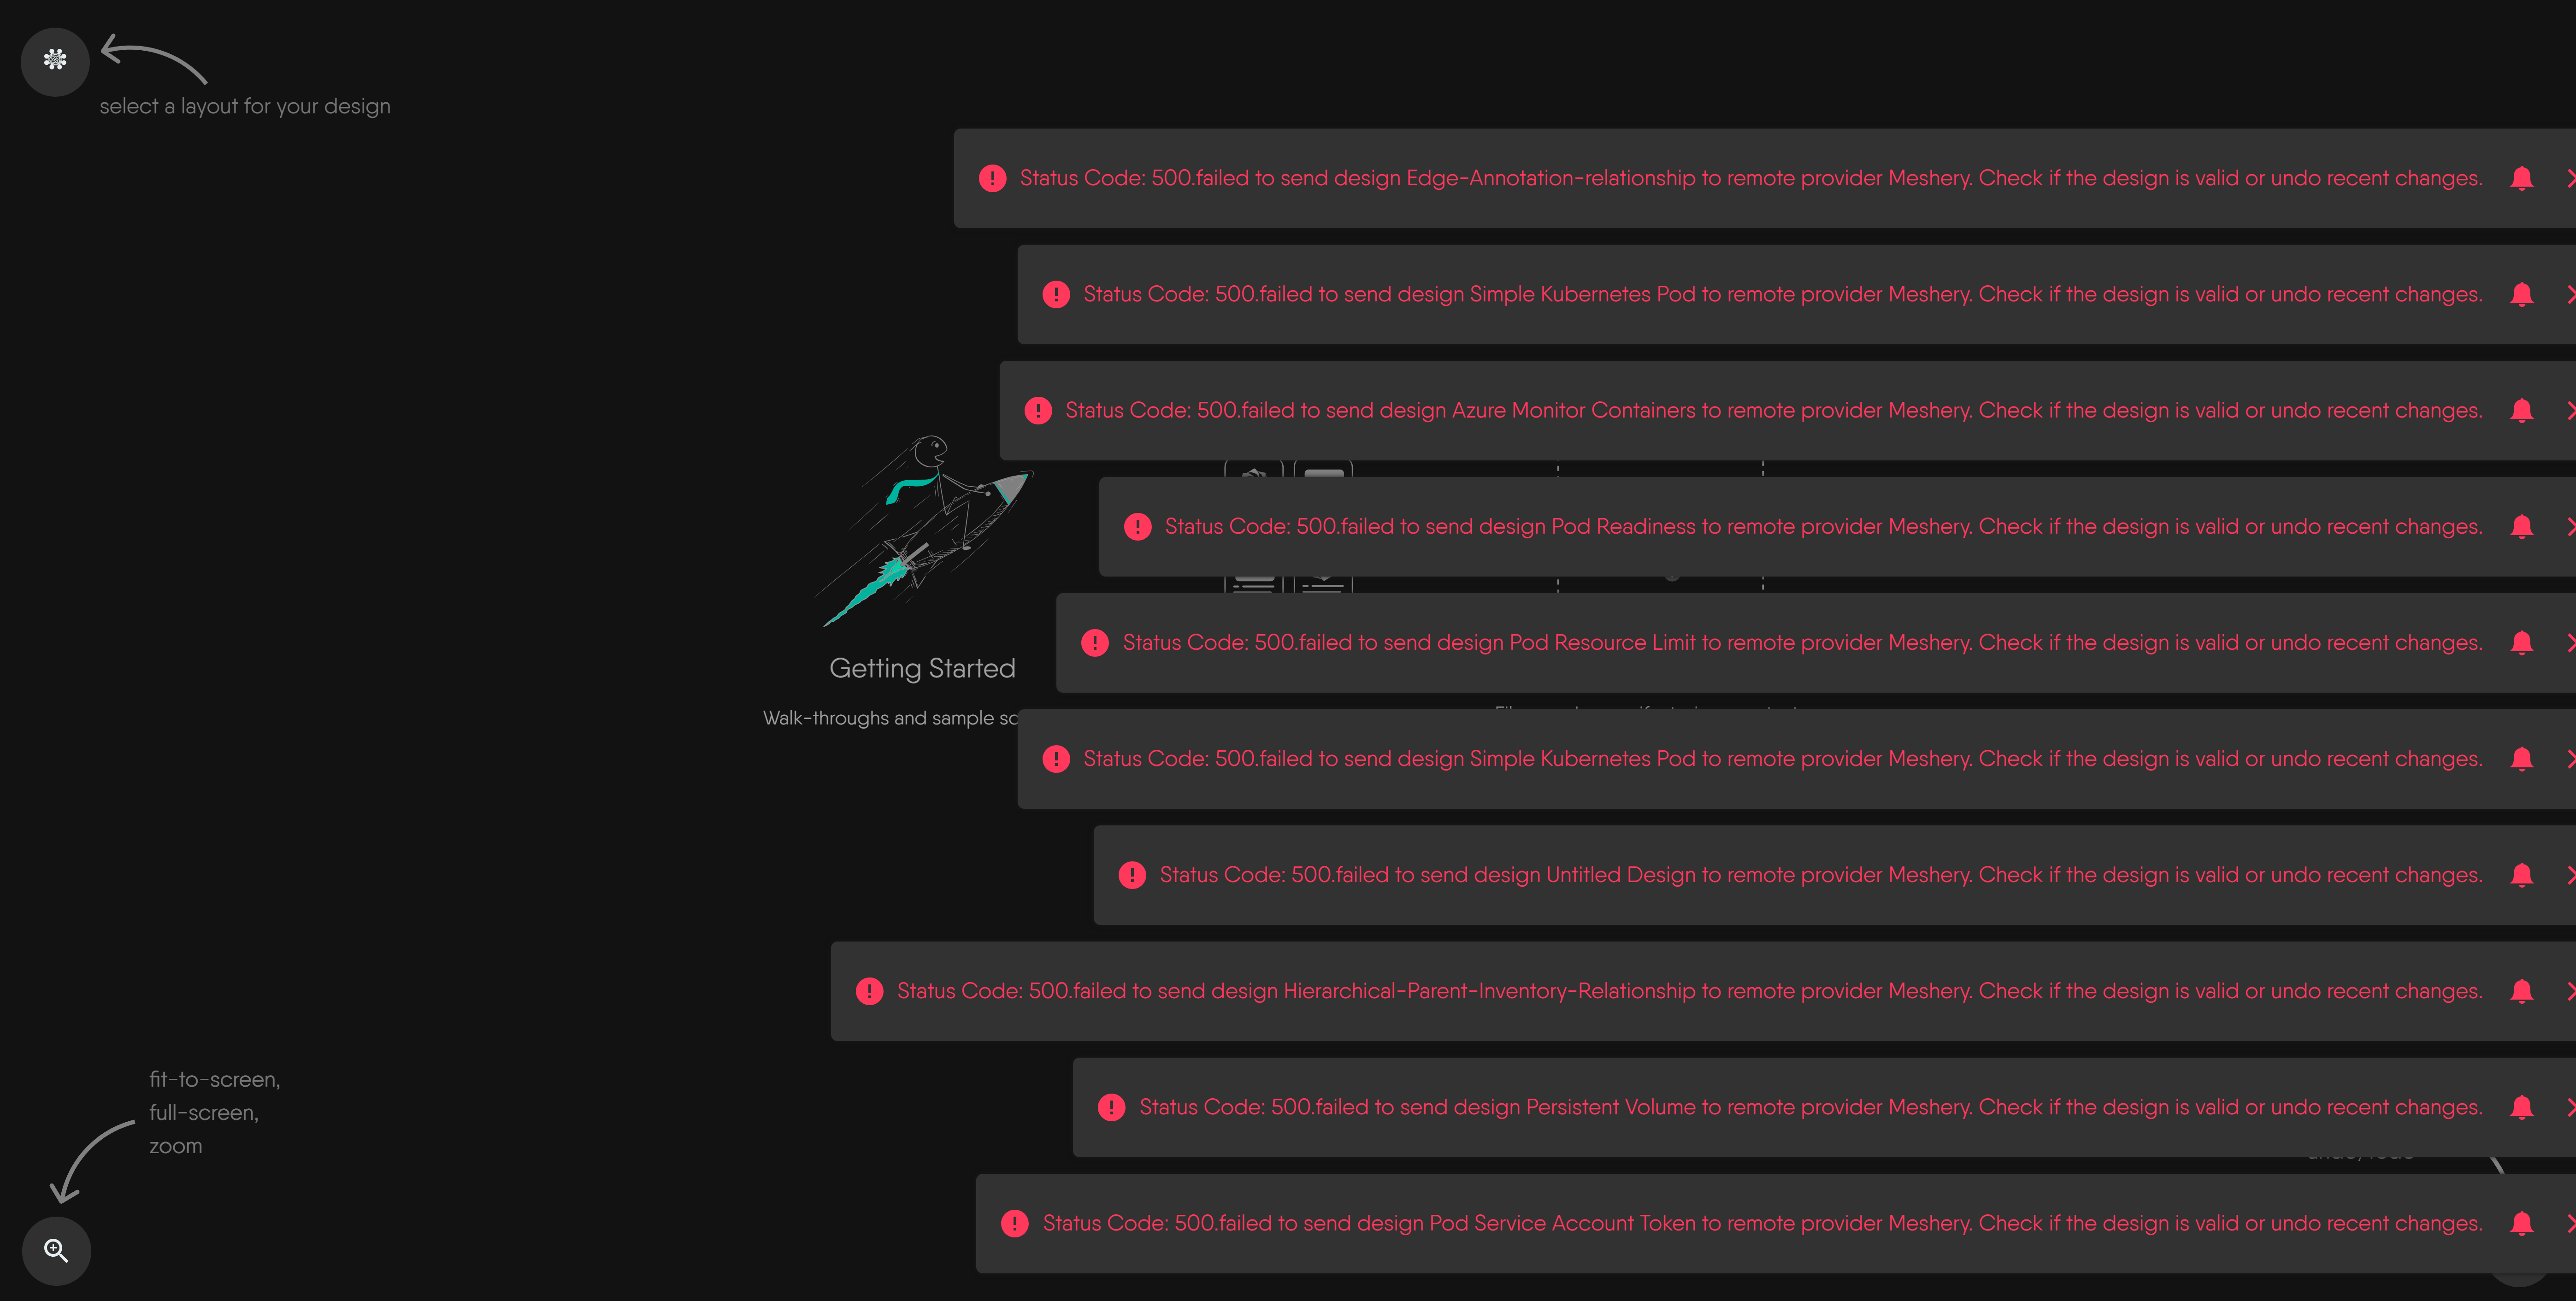 select a layout for your design
Status Code: 500.failed to send design Edge-Annotation-relationship to remote provider Meshery. Check if the design is valid or undo recent changes.
Status Code: 500.failed to send design Simple Kubernetes Pod to remote provider Meshery. Check if the design is valid or undo recent changes.
Status Code: 500.failed to send design Azure Monitor Containers to remote provider Meshery. Check if the design is valid or undo recent changes.
Status Code: 500.failed to send design Pod Readiness to remote provider Meshery. Check if the design is valid or undo recent changes.
Status Code: 500.failed to send design Pod Resource Limit to remote provider Meshery. Check if the design is valid or undo recent changes.
Getting Started
Walk-throughs and sample
Status Code: 500.failed to send design Simple Kubernetes Pod to remote provider Meshery. Check if the design is valid or undo recent changes.
Status Code: 500.failed to send design Untitled Design to remote provider Meshery. Check if the design is valid or undo recent changes.
Status Code: 500.failed to send design Hierarchical-Parent-Inventory-Relationship to remote provider Meshery. Check if the design is valid or undo recent changes.
fit-to-screen,
full-screen,
zoom
Status Code: 500.failed to send design Persistent Volume to remote provider Meshery. Check if the design is valid or undo recent changes.
Status Code: 500.failed to send design Pod Service Account Token to remote provider Meshery. Check if the design is valid or undo recent changes.